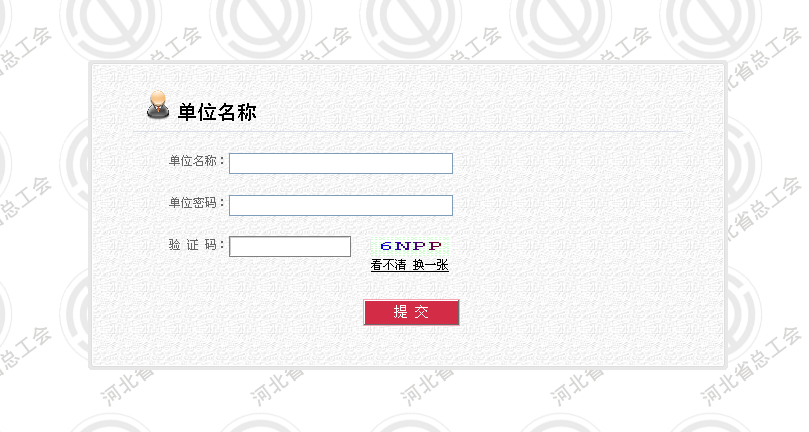 单位名称
单位名称：
单位密码：
验 证 码：
6NPP
看不清 换一张
提 交
河北省总工会